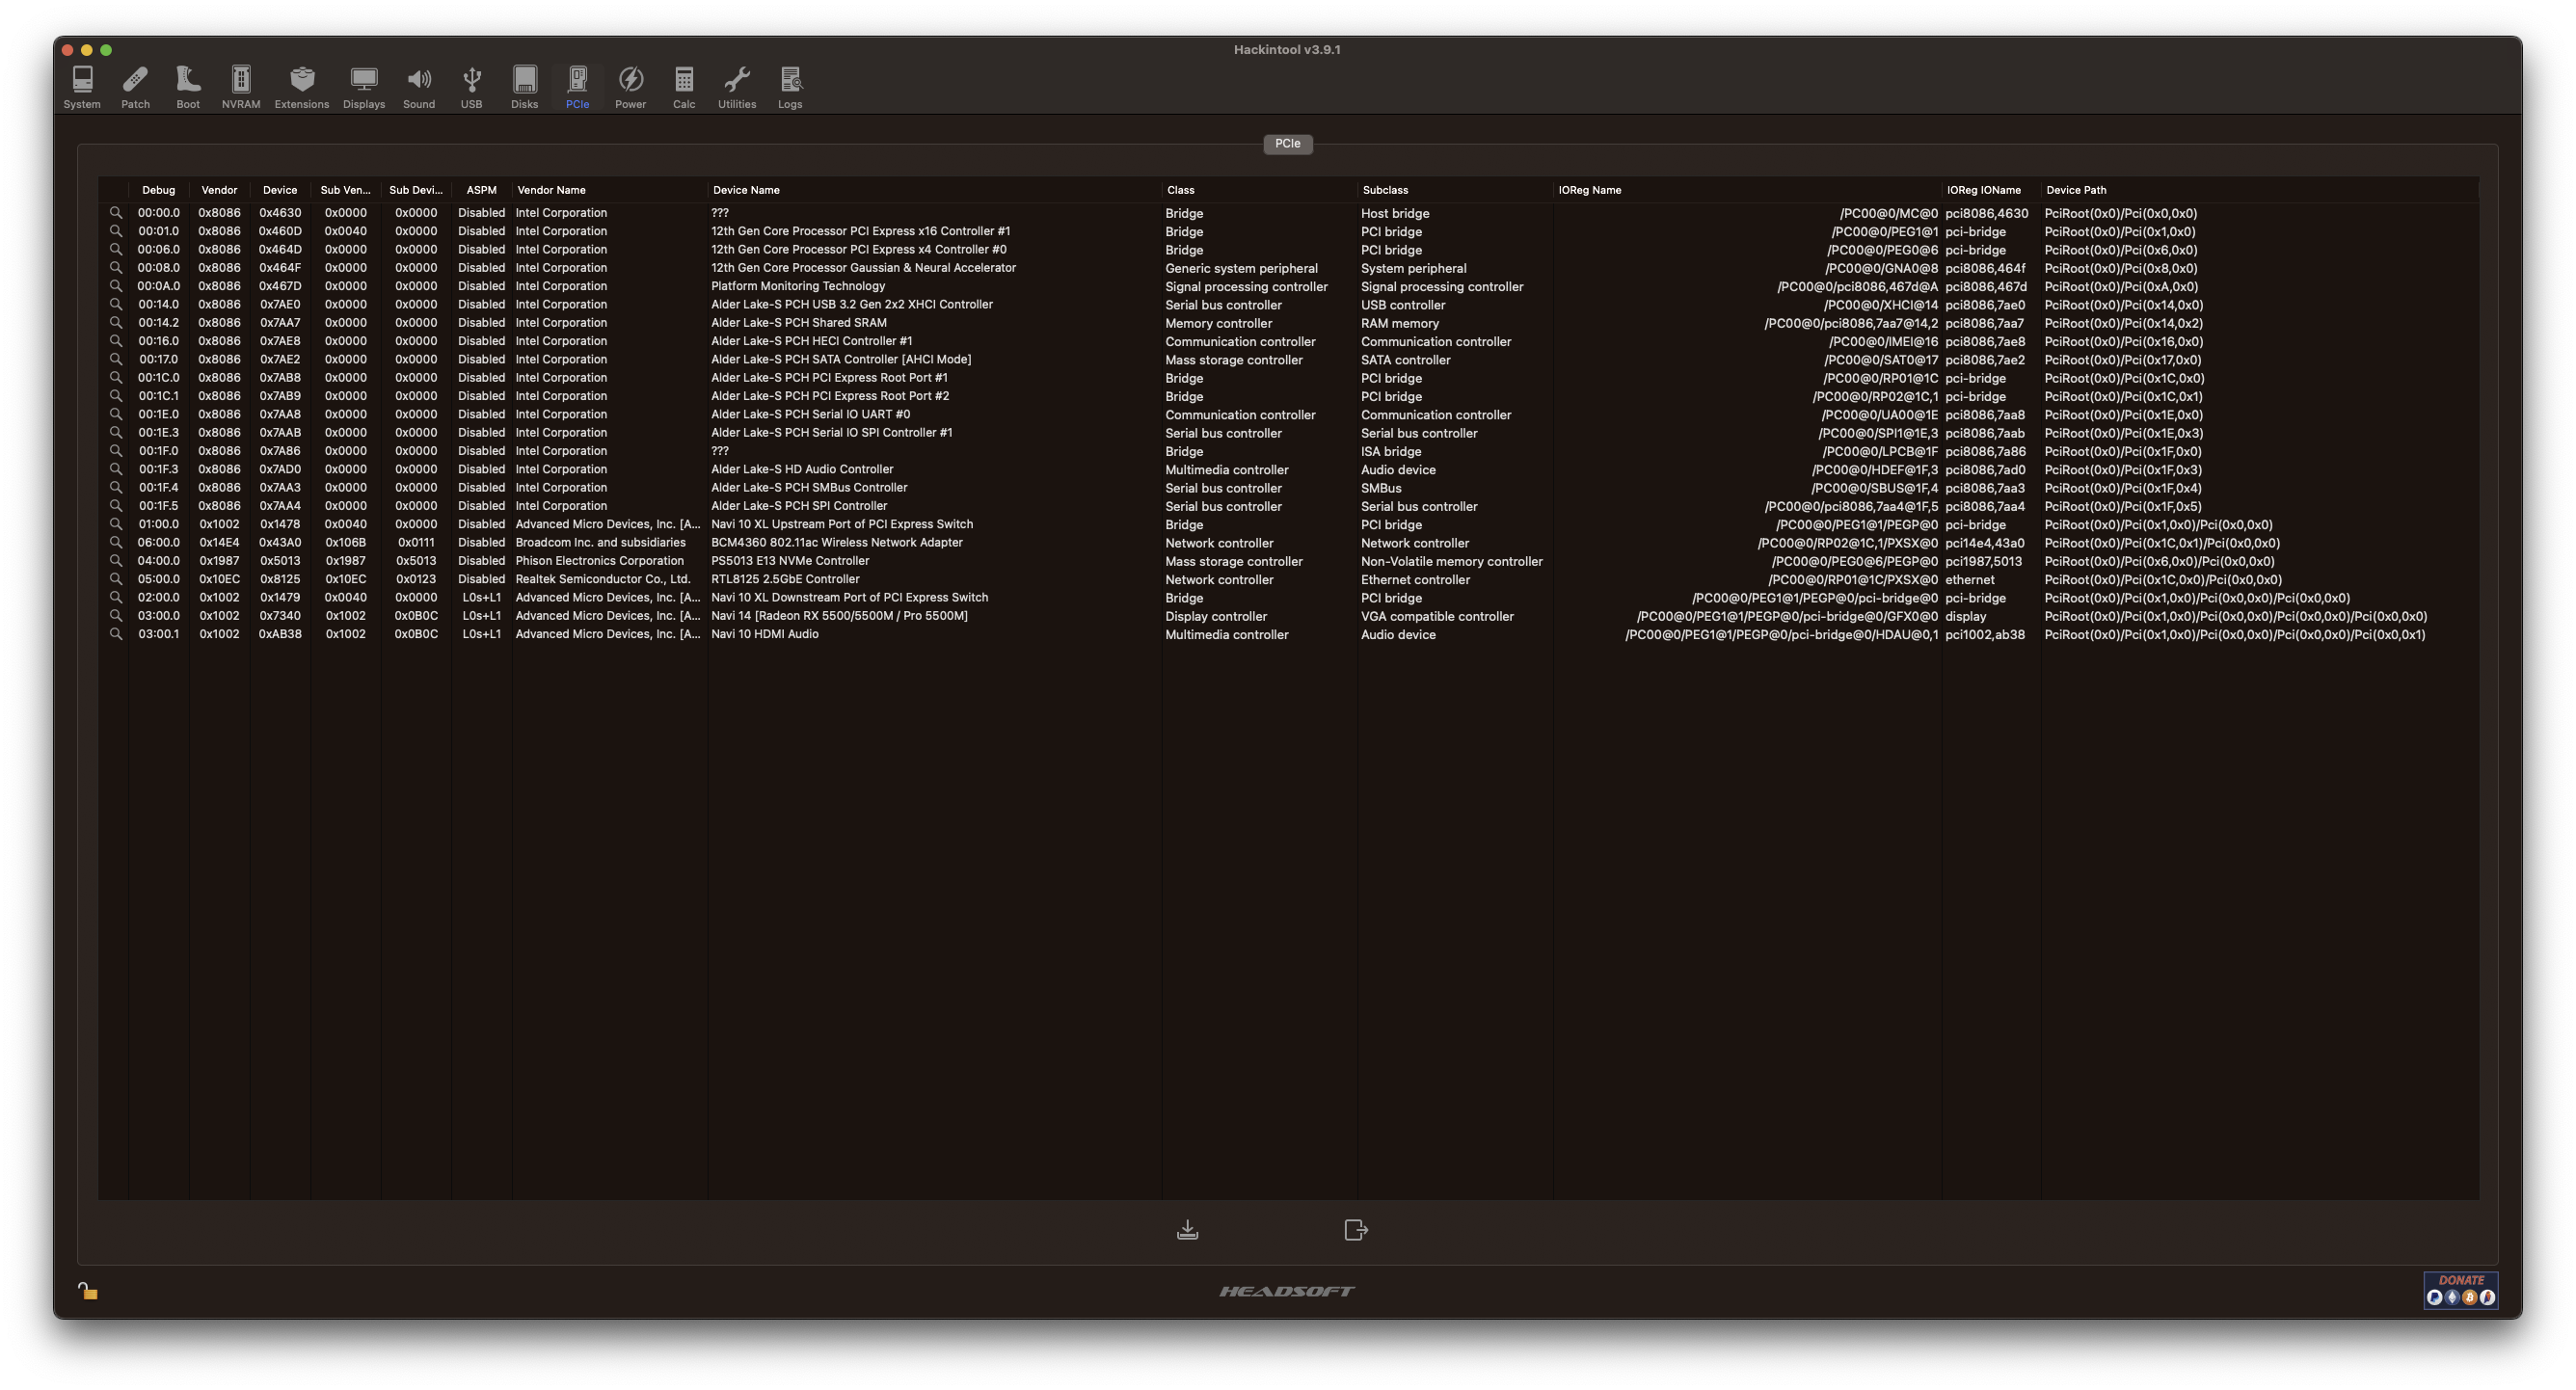 Hackintool v3.9.1
System Patch Boot NVRAM Extensions Displays Sound USB Disks PCIe Power Calc Utilities Logs
PCIe
Debug Vendor Device Sub Ven... Sub Devi... ASPM Vendor Name Device Name Class Subclass IOReg Name IOReg IOName Device Path
00:00.0 0x8086 0x4630 0x0000 0x0000 Disabled Intel Corporation ??? Bridge Host bridge /PC00@0/MC@0 pci8086,4630 PciRoot(0x0)/Pci(0x0,0x0)
00:01.0 0x8086 0x460D 0x0040 0x0000 Disabled Intel Corporation 12th Gen Core Processor PCI Express x16 Controller #1 Bridge PCI bridge /PC00@0/PEG1@1 pci-bridge PciRoot(0x0)/Pci(0x1,0x0)
00:06.0 0x8086 0x464D 0x0000 0x0000 Disabled Intel Corporation 12th Gen Core Processor PCI Express x4 Controller #0 Bridge PCI bridge /PC00@0/PEG0@6 pci-bridge PciRoot(0x0)/Pci(0x6,0x0)
00:08.0 0x8086 0x464F 0x0000 0x0000 Disabled Intel Corporation 12th Gen Core Processor Gaussian & Neural Accelerator Generic system peripheral System peripheral /PC00@0/GNA0@8 pci8086,464f PciRoot(0x0)/Pci(0x8,0x0)
00:0A.0 0x8086 0x467D 0x0000 0x0000 Disabled Intel Corporation Platform Monitoring Technology Signal processing controller Signal processing controller /PC00@0/pci8086,467d@A pci8086,467d PciRoot(0x0)/Pci(0xA,0x0)
00:14.0 0x8086 0x7AE0 0x0000 0x0000 Disabled Intel Corporation Alder Lake-S PCH USB 3.2 Gen 2x2 XHCI Controller Serial bus controller USB controller /PC00@0/XHCI@14 pci8086,7ae0 PciRoot(0x0)/Pci(0x14,0x0)
00:14.2 0x8086 0x7AA7 0x0000 0x0000 Disabled Intel Corporation Alder Lake-S PCH Shared SRAM Memory controller RAM memory /PC00@0/pci8086,7aa7@14,2 pci8086,7aa7 PciRoot(0x0)/Pci(0x14,0x2)
00:16.0 0x8086 0x7AE8 0x0000 0x0000 Disabled Intel Corporation Alder Lake-S PCH HECI Controller #1 Communication controller Communication controller /PC00@0/IMEI@16 pci8086,7ae8 PciRoot(0x0)/Pci(0x16,0x0)
00:17.0 0x8086 0x7AE2 0x0000 0x0000 Disabled Intel Corporation Alder Lake-S PCH SATA Controller [AHCI Mode] Mass storage controller SATA controller /PC00@0/SAT0@17 pci8086,7ae2 PciRoot(0x0)/Pci(0x17,0x0)
00:1C.0 0x8086 0x7AB8 0x0000 0x0000 Disabled Intel Corporation Alder Lake-S PCH PCI Express Root Port #1 Bridge PCI bridge /PC00@0/RP01@1C pci-bridge PciRoot(0x0)/Pci(0x1C,0x0)
00:1C.1 0x8086 0x7AB9 0x0000 0x0000 Disabled Intel Corporation Alder Lake-S PCH PCI Express Root Port #2 Bridge PCI bridge /PC00@0/RP02@1C,1 pci-bridge PciRoot(0x0)/Pci(0x1C,0x1)
00:1E.0 0x8086 0x7AA8 0x0000 0x0000 Disabled Intel Corporation Alder Lake-S PCH Serial IO UART #0 Communication controller Communication controller /PC00@0/UA00@1E pci8086,7aa8 PciRoot(0x0)/Pci(0x1E,0x0)
00:1E.3 0x8086 0x7AAB 0x0000 0x0000 Disabled Intel Corporation Alder Lake-S PCH Serial IO SPI Controller #1 Serial bus controller Serial bus controller /PC00@0/SPI1@1E,3 pci8086,7aab PciRoot(0x0)/Pci(0x1E,0x3)
00:1F.0 0x8086 0x7A86 0x0000 0x0000 Disabled Intel Corporation ??? Bridge ISA bridge /PC00@0/LPCB@1F pci8086,7a86 PciRoot(0x0)/Pci(0x1F,0x0)
00:1F.3 0x8086 0x7AD0 0x0000 0x0000 Disabled Intel Corporation Alder Lake-S HD Audio Controller Multimedia controller Audio device /PC00@0/HDEF@1F,3 pci8086,7ad0 PciRoot(0x0)/Pci(0x1F,0x3)
00:1F.4 0x8086 0x7AA3 0x0000 0x0000 Disabled Intel Corporation Alder Lake-S PCH SMBus Controller Serial bus controller SMBus /PC00@0/SBUS@1F,4 pci8086,7aa3 PciRoot(0x0)/Pci(0x1F,0x4)
00:1F.5 0x8086 0x7AA4 0x0000 0x0000 Disabled Intel Corporation Alder Lake-S PCH SPI Controller Serial bus controller Serial bus controller /PC00@0/pci8086,7aa4@1F,5 pci8086,7aa4 PciRoot(0x0)/Pci(0x1F,0x5)
01:00.0 0x1002 0x1478 0x0040 0x0000 Disabled Advanced Micro Devices, Inc. [A... Navi 10 XL Upstream Port of PCI Express Switch Bridge PCI bridge /PC00@0/PEG1@1/PEGP@0 pci-bridge PciRoot(0x0)/Pci(0x1,0x0)/Pci(0x0,0x0)
06:00.0 0x14E4 0x43A0 0x106B 0x0111 Disabled Broadcom Inc. and subsidiaries BCM4360 802.11ac Wireless Network Adapter Network controller Network controller /PC00@0/RP02@1C,1/PXSX@0 pci14e4,43a0 PciRoot(0x0)/Pci(0x1C,0x1)/Pci(0x0,0x0)
04:00.0 0x1987 0x5013 0x1987 0x5013 Disabled Phison Electronics Corporation PS5013 E13 NVMe Controller Mass storage controller Non-Volatile memory controller /PC00@0/PEG0@6/PEGP@0 pci1987,5013 PciRoot(0x0)/Pci(0x6,0x0)/Pci(0x0,0x0)
05:00.0 0x10EC 0x8125 0x10EC 0x0123 Disabled Realtek Semiconductor Co., Ltd. RTL8125 2.5GbE Controller Network controller Ethernet controller /PC00@0/RP01@1C/PXSX@0 ethernet PciRoot(0x0)/Pci(0x1C,0x0)/Pci(0x0,0x0)
02:00.0 0x1002 0x1479 0x0040 0x0000 L0s+L1 Advanced Micro Devices, Inc. [A... Navi 10 XL Downstream Port of PCI Express Switch Bridge PCI bridge /PC00@0/PEG1@1/PEGP@0/pci-bridge@0 pci-bridge PciRoot(0x0)/Pci(0x1,0x0)/Pci(0x0,0x0)/Pci(0x0,0x0)
03:00.0 0x1002 0x7340 0x1002 0x0B0C L0s+L1 Advanced Micro Devices, Inc. [A... Navi 14 [Radeon RX 5500/5500M / Pro 5500M] Display controller VGA compatible controller /PC00@0/PEG1@1/PEGP@0/pci-bridge@0/GFX0@0 display PciRoot(0x0)/Pci(0x1,0x0)/Pci(0x0,0x0)/Pci(0x0,0x0)/Pci(0x0,0x0)
03:00.1 0x1002 0xAB38 0x1002 0x0B0C L0s+L1 Advanced Micro Devices, Inc. [A... Navi 10 HDMI Audio Multimedia controller Audio device /PC00@0/PEG1@1/PEGP@0/pci-bridge@0/HDAU@0,1 pci1002,ab38 PciRoot(0x0)/Pci(0x1,0x0)/Pci(0x0,0x0)/Pci(0x0,0x0)/Pci(0x0,0x1)
HEADSOFT
DONATE